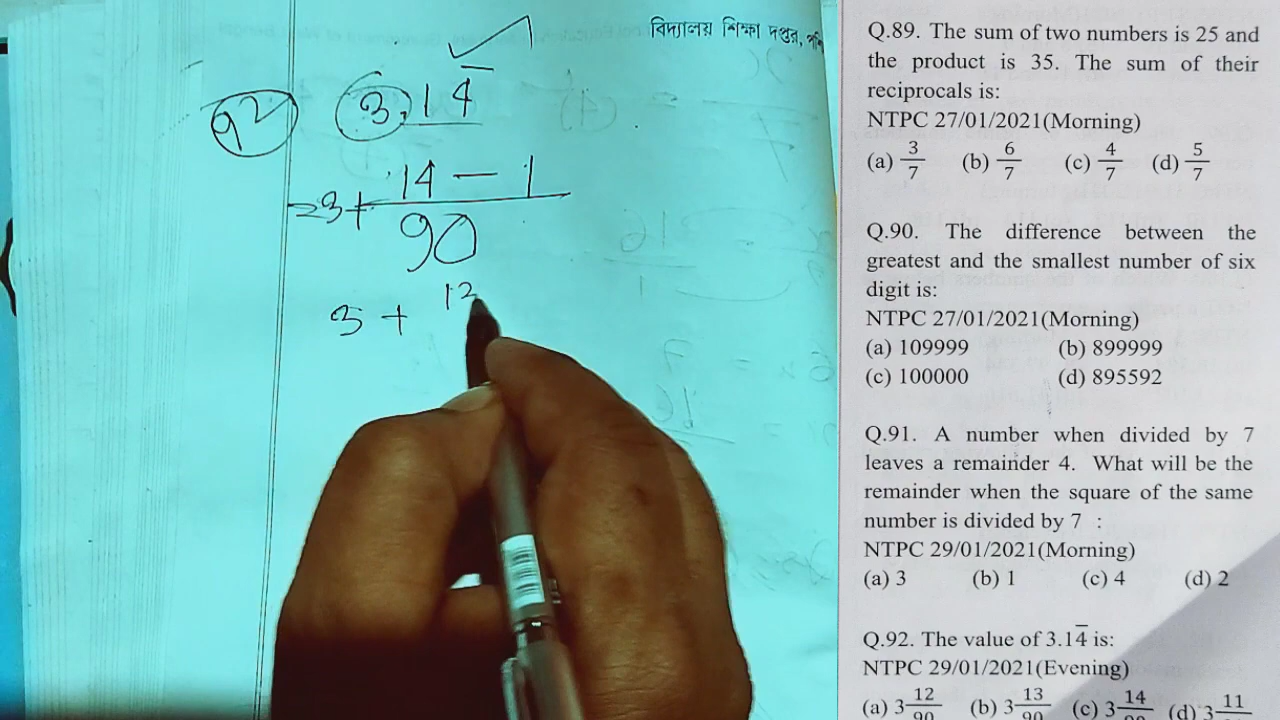 বিদ্যালয় শিক্ষা দপ্তর,
92
3.14̅
=3+ 14 – 1
90
3 + 13
Q.89. The sum of two numbers is 25 and
the product is 35. The sum of their
reciprocals is:
NTPC 27/01/2021(Morning)
(a) 3/7 (b) 6/7 (c) 4/7 (d) 5/7
Q.90. The difference between the
greatest and the smallest number of six
digit is:
NTPC 27/01/2021(Morning)
(a) 109999 (b) 899999
(c) 100000 (d) 895592
Q.91. A number when divided by 7
leaves a remainder 4. What will be the
remainder when the square of the same
number is divided by 7 :
NTPC 29/01/2021(Morning)
(a) 3 (b) 1 (c) 4 (d) 2
Q.92. The value of 3.14̅ is:
NTPC 29/01/2021(Evening)
(a) 3 12/90 (b) 3 13/90 (c) 3 14 (d) 3 11